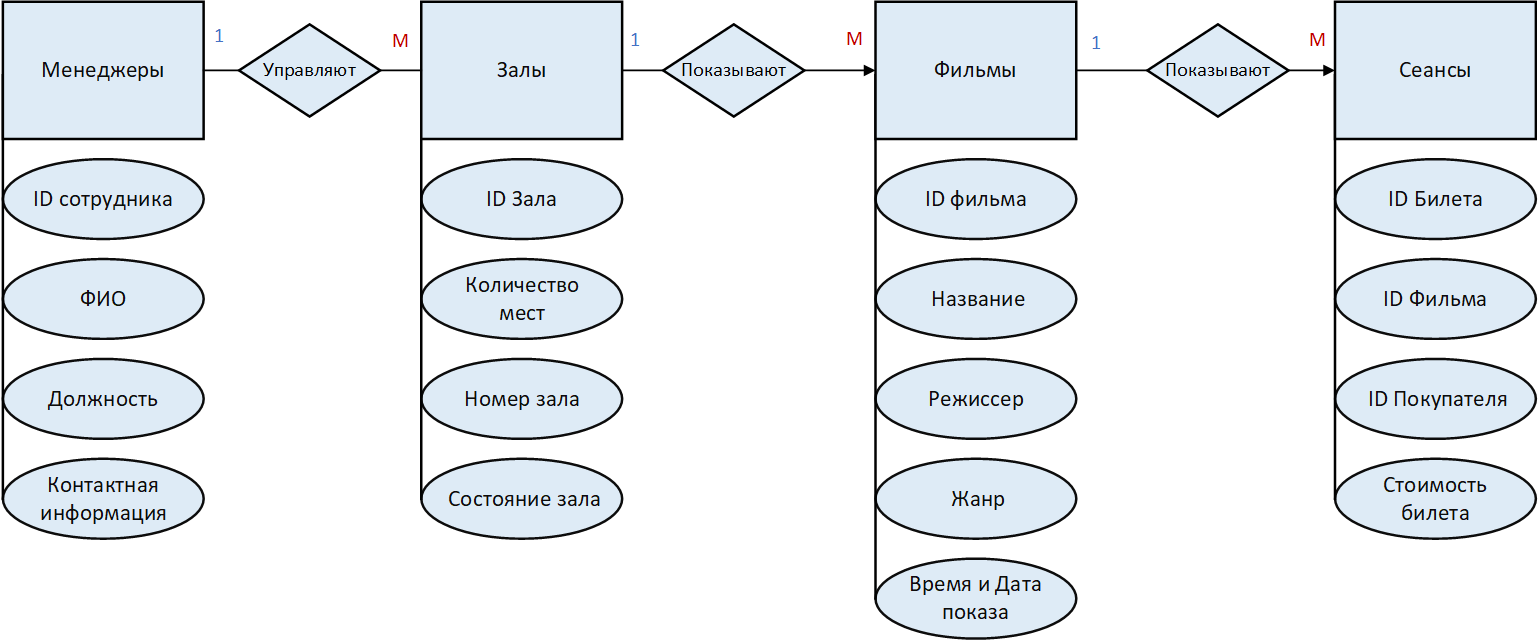 Менеджеры
1
Управляют
М
Залы
1
Показывают
М
Фильмы
1
Показывают
М
Сеансы
ID сотрудника
ФИО
Должность
Контактная
информация
ID Зала
Количество
мест
Номер зала
Состояние зала
ID фильма
Название
Режиссер
Жанр
Время и Дата
показа
ID Билета
ID Фильма
ID Покупателя
Стоимость
билета